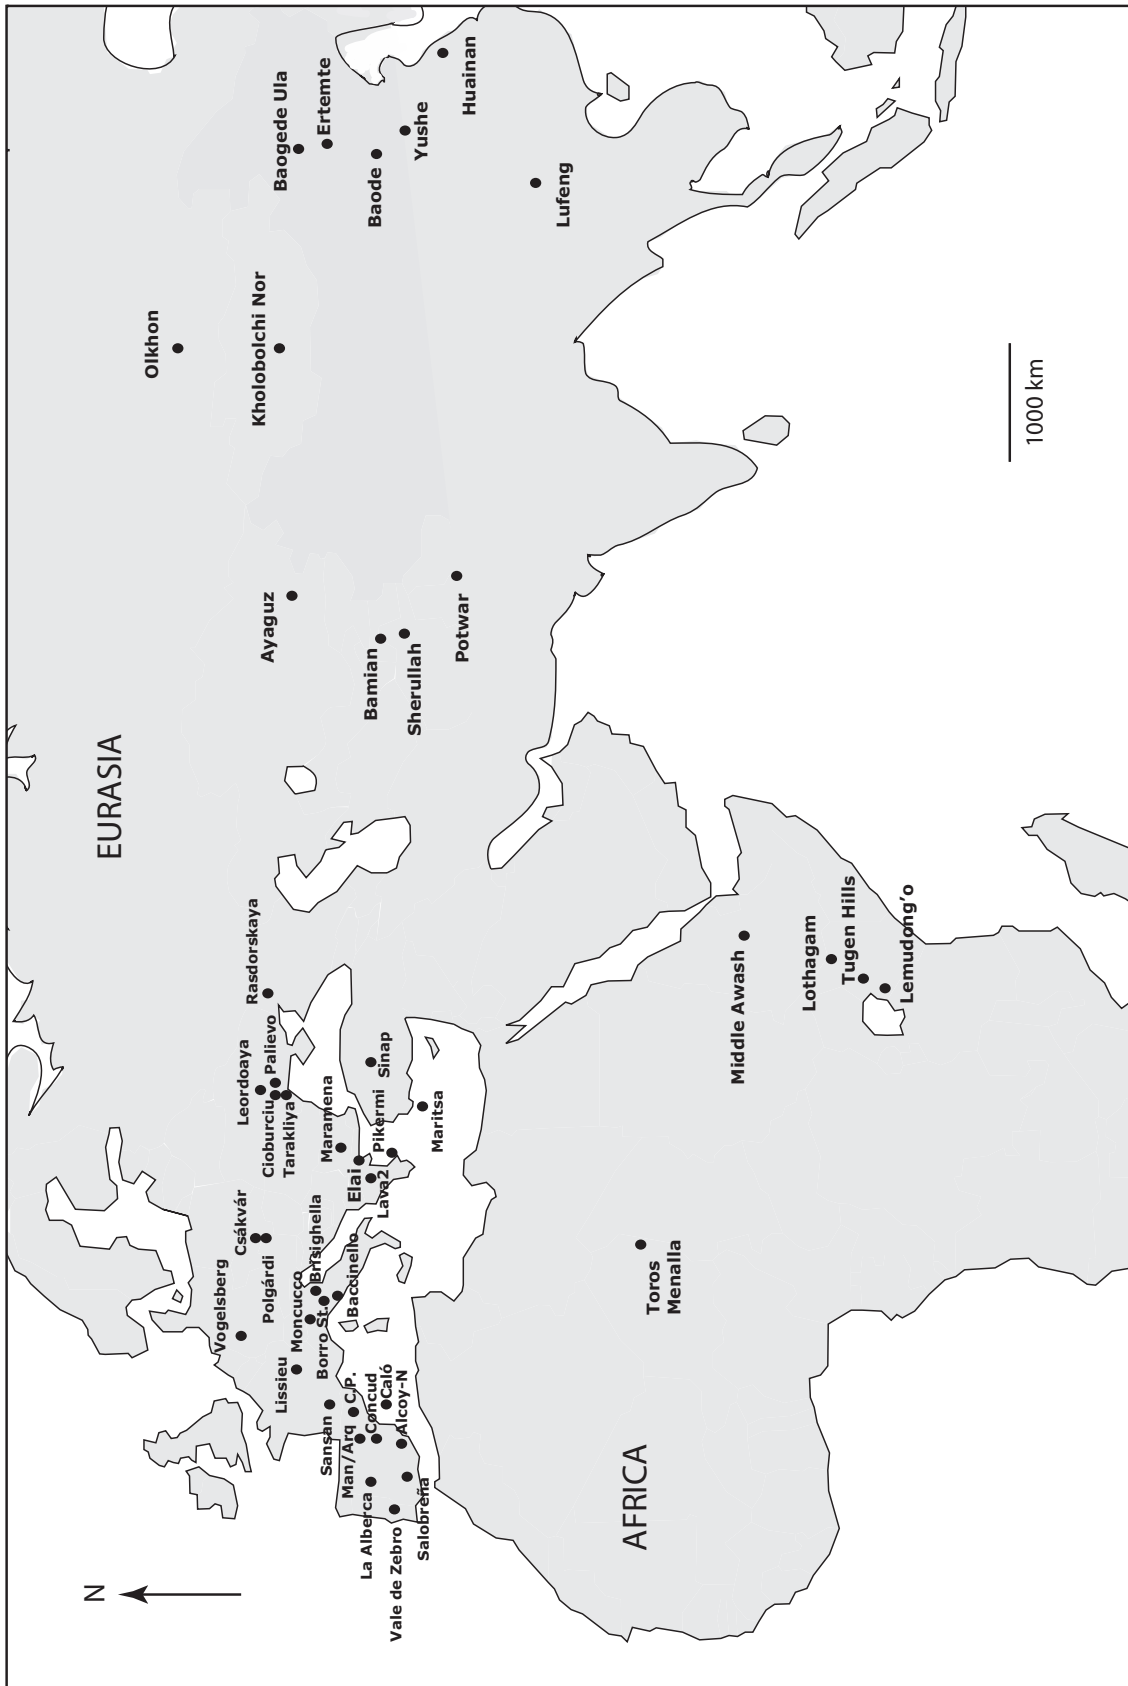 N
EURASIA
AFRICA
1000 km
Vogelsberg
Csákvár
Polgárdi
Lissieu
Moncucco
Borro St.
Brisighella
Baccinello
Sansan
Man/Arq
C.P.
Concud
Caló
Alcoy-N
La Alberca
Vale de Zebro
Salobreña
Leordoaya
Palievo
Cioburciu
Tarakliya
Rasdorskaya
Maramena
Elai
Lava2
Pikermi
Sinap
Maritsa
Ayaguz
Bamian
Sherullah
Potwar
Olkhon
Kholobolchi Nor
Baogede Ula
Ertemte
Baode
Yushe
Huainan
Lufeng
Toros
Menalla
Middle Awash
Lothagam
Tugen Hills
Lemudong’o